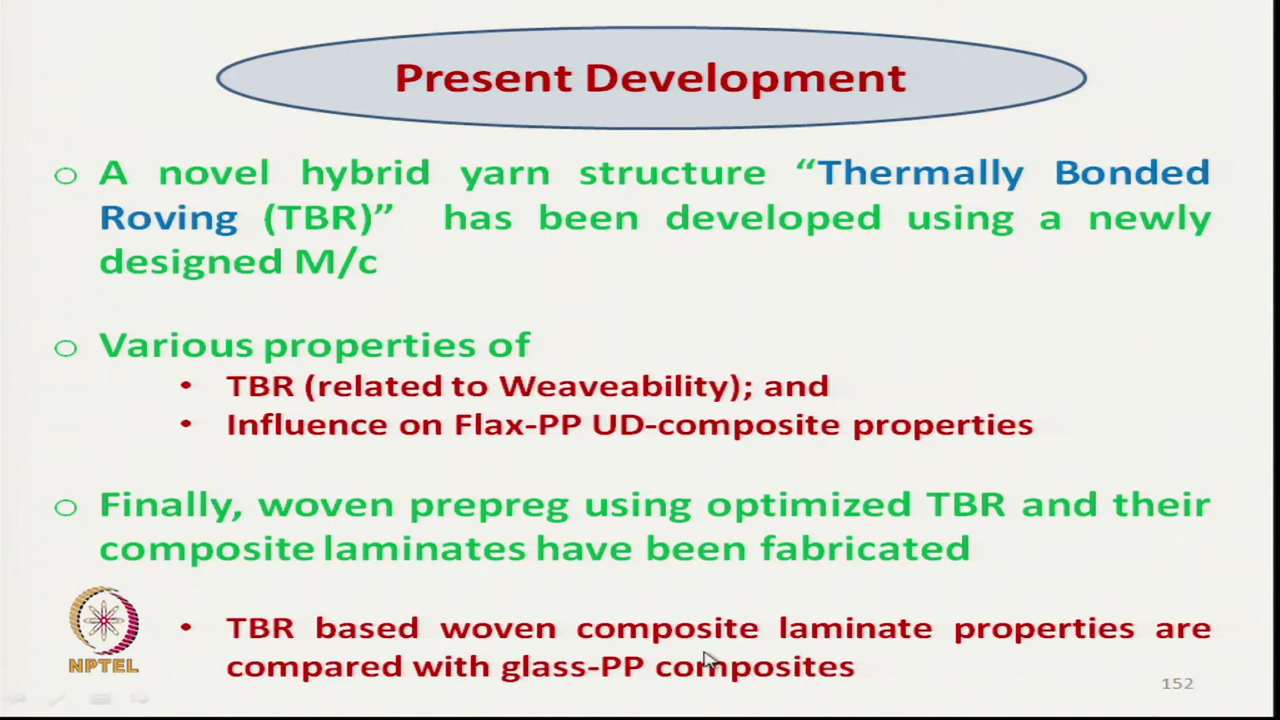 Present Development
A novel hybrid yarn structure “Thermally Bonded
Roving (TBR)” has been developed using a newly
designed M/c
Various properties of
• TBR (related to Weaveability); and
• Influence on Flax-PP UD-composite properties
Finally, woven prepreg using optimized TBR and their
composite laminates have been fabricated
• TBR based woven composite laminate properties are
compared with glass-PP composites
NPTEL
152